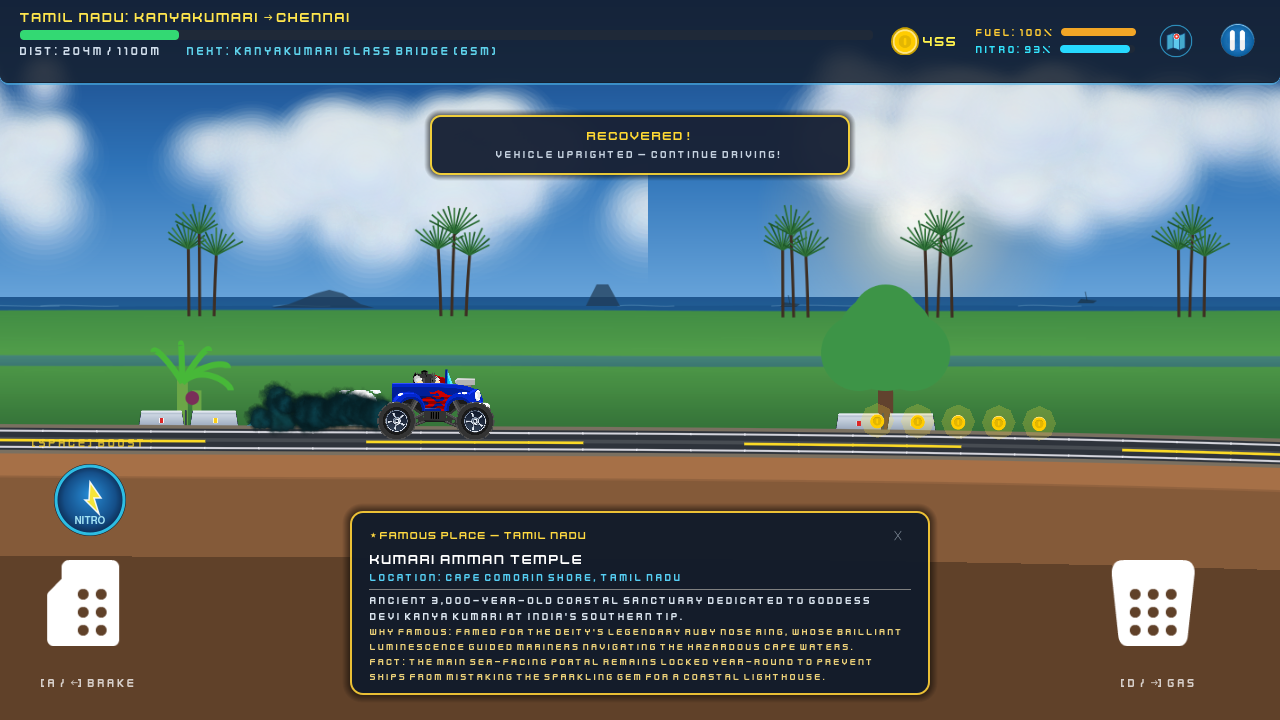 TAMIL NADU: KANYAKUMARI → CHENNAI
DIST: 204M / 1100M NEXT: KANYAKUMARI GLASS BRIDGE (65M)
455
FUEL: 100%
NITRO: 93%
RECOVERED!
VEHICLE UPRIGHTED — CONTINUE DRIVING!
[SPACE] BOOST
NITRO
[A / ←] BRAKE
★ FAMOUS PLACE — TAMIL NADU
X
KUMARI AMMAN TEMPLE
LOCATION: CAPE COMORIN SHORE, TAMIL NADU
ANCIENT 3,000-YEAR-OLD COASTAL SANCTUARY DEDICATED TO GODDESS
DEVI KANYA KUMARI AT INDIA'S SOUTHERN TIP.
WHY FAMOUS: FAMED FOR THE DEITY'S LEGENDARY RUBY NOSE RING, WHOSE BRILLIANT
LUMINESCENCE GUIDED MARINERS NAVIGATING THE HAZARDOUS CAPE WATERS.
FACT: THE MAIN SEA-FACING PORTAL REMAINS LOCKED YEAR-ROUND TO PREVENT
SHIPS FROM MISTAKING THE SPARKLING GEM FOR A COASTAL LIGHTHOUSE.
[D / →] GAS